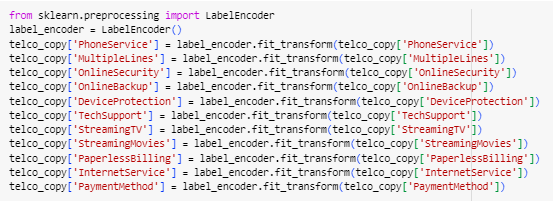 from sklearn.preprocessing import LabelEncoder
label_encoder = LabelEncoder()
telco_copy['PhoneService'] = label_encoder.fit_transform(telco_copy['PhoneService'])
telco_copy['MultipleLines'] = label_encoder.fit_transform(telco_copy['MultipleLines'])
telco_copy['OnlineSecurity'] = label_encoder.fit_transform(telco_copy['OnlineSecurity'])
telco_copy['OnlineBackup'] = label_encoder.fit_transform(telco_copy['OnlineBackup'])
telco_copy['DeviceProtection'] = label_encoder.fit_transform(telco_copy['DeviceProtection'])
telco_copy['TechSupport'] = label_encoder.fit_transform(telco_copy['TechSupport'])
telco_copy['StreamingTV'] = label_encoder.fit_transform(telco_copy['StreamingTV'])
telco_copy['StreamingMovies'] = label_encoder.fit_transform(telco_copy['StreamingMovies'])
telco_copy['PaperlessBilling'] = label_encoder.fit_transform(telco_copy['PaperlessBilling'])
telco_copy['InternetService'] = label_encoder.fit_transform(telco_copy['InternetService'])
telco_copy['PaymentMethod'] = label_encoder.fit_transform(telco_copy['PaymentMethod'])